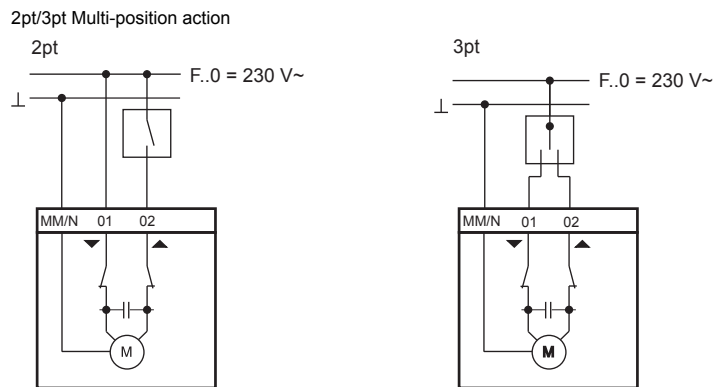 2pt/3pt Multi-position action
2pt
F..0 = 230 V~
⊥
MM/N 01 02
M
3pt
F..0 = 230 V~
⊥
MM/N 01 02
M